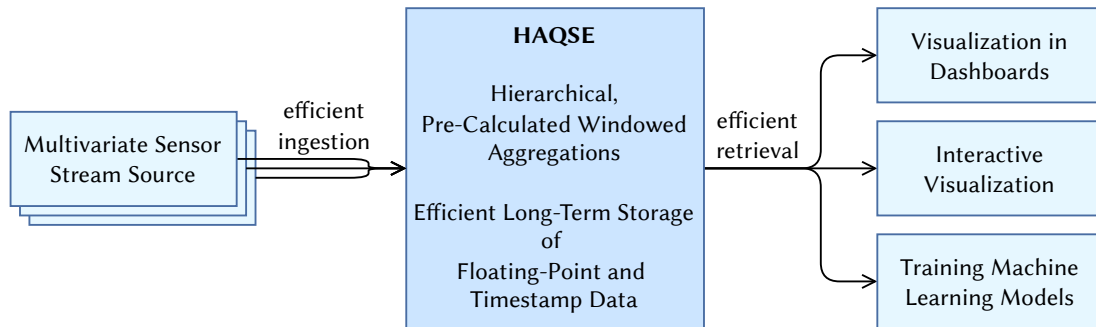 Multivariate Sensor
Stream Source
efficient
ingestion
HAQSE
Hierarchical,
Pre-Calculated Windowed
Aggregations
Efficient Long-Term Storage
of
Floating-Point and
Timestamp Data
efficient
retrieval
Visualization in
Dashboards
Interactive
Visualization
Training Machine
Learning Models